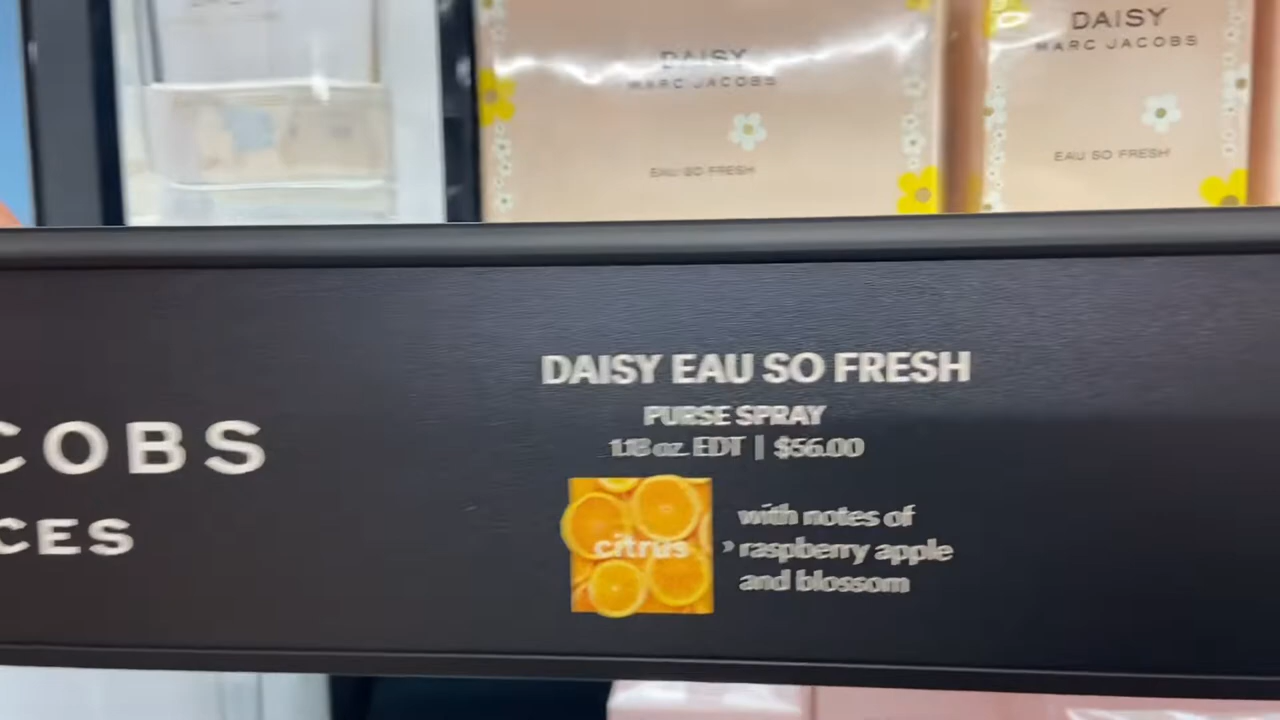 DAISY
MARC JACOBS
EAU SO FRESH
DAISY
MARC JACOBS
EAU SO FRESH
COBS
CES
DAISY EAU SO FRESH
PURSE SPRAY
1.18 oz. EDT | $56.00
citrus
with notes of
raspberry apple
and blossom